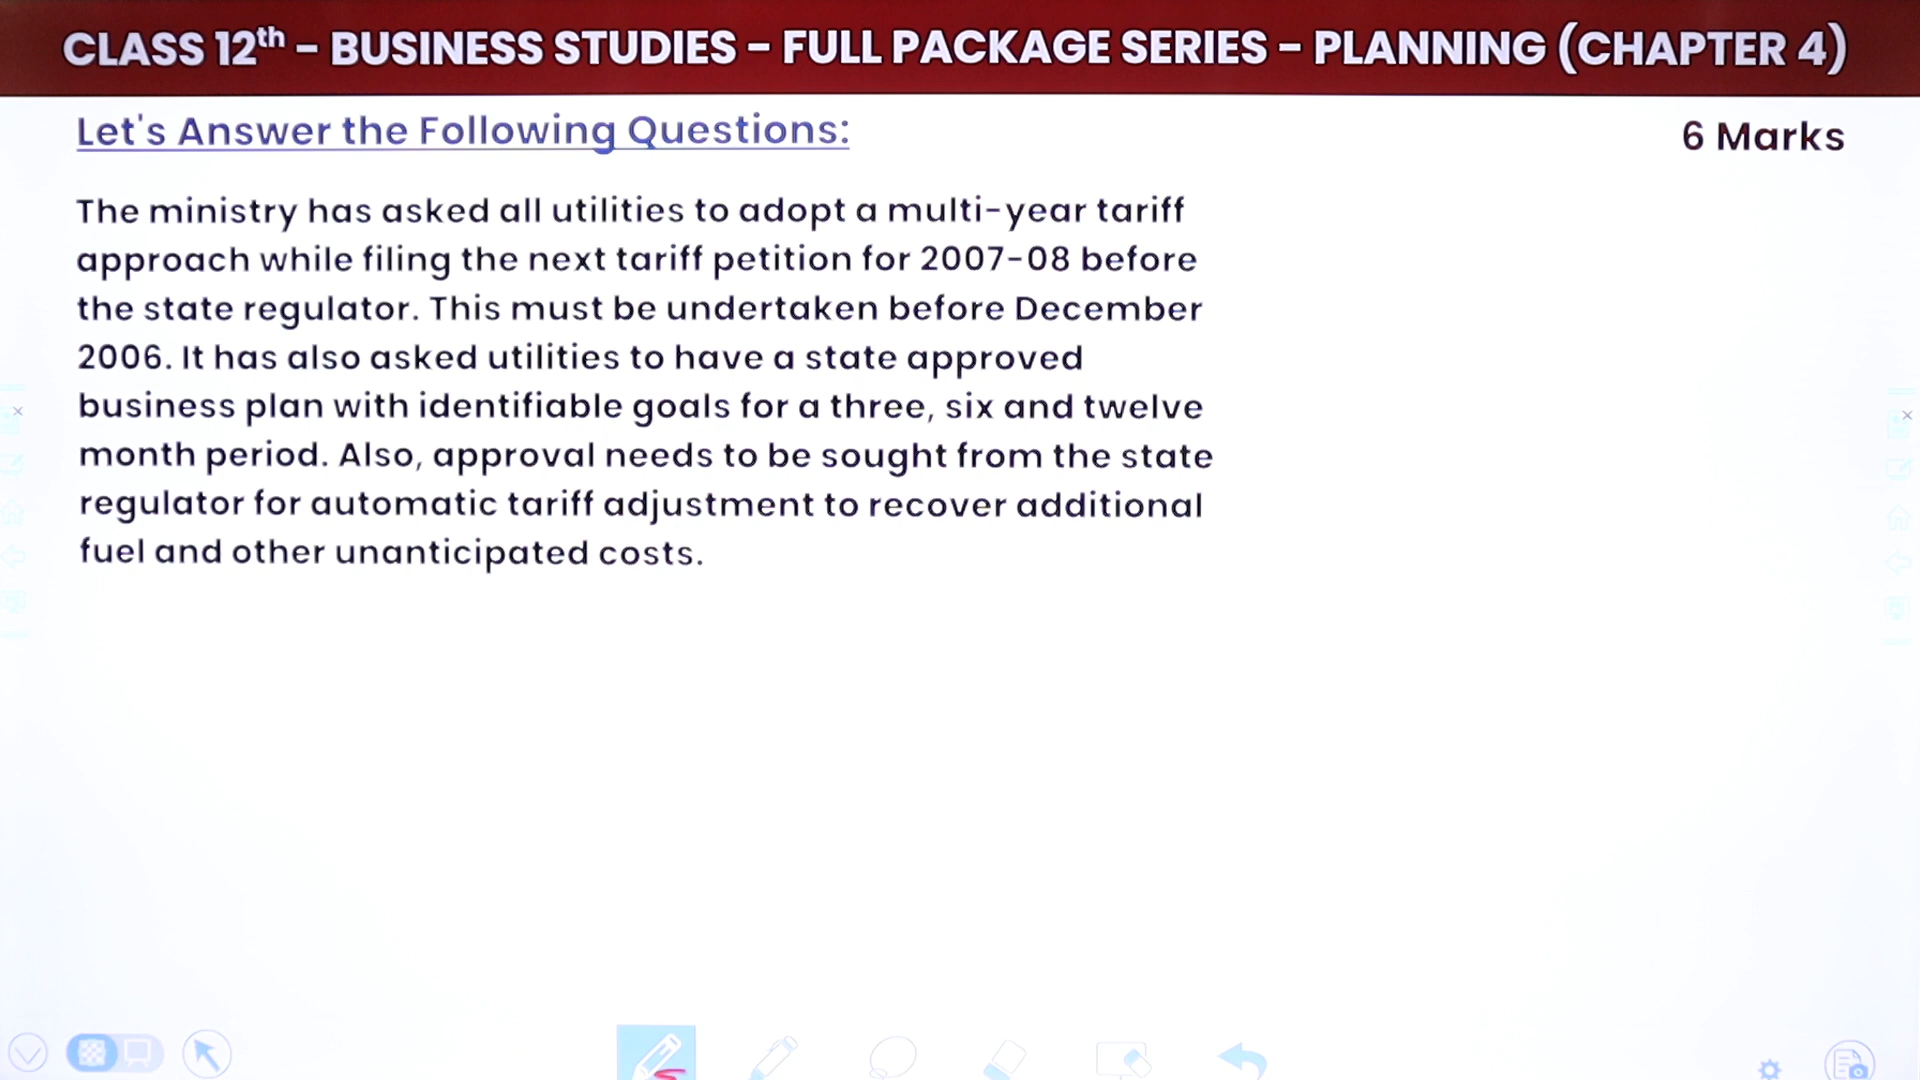 CLASS 12th – BUSINESS STUDIES – FULL PACKAGE SERIES – PLANNING (CHAPTER 4)
Let's Answer the Following Questions:
6 Marks
The ministry has asked all utilities to adopt a multi-year tariff
approach while filing the next tariff petition for 2007-08 before
the state regulator. This must be undertaken before December
2006. It has also asked utilities to have a state approved
business plan with identifiable goals for a three, six and twelve
month period. Also, approval needs to be sought from the state
regulator for automatic tariff adjustment to recover additional
fuel and other unanticipated costs.